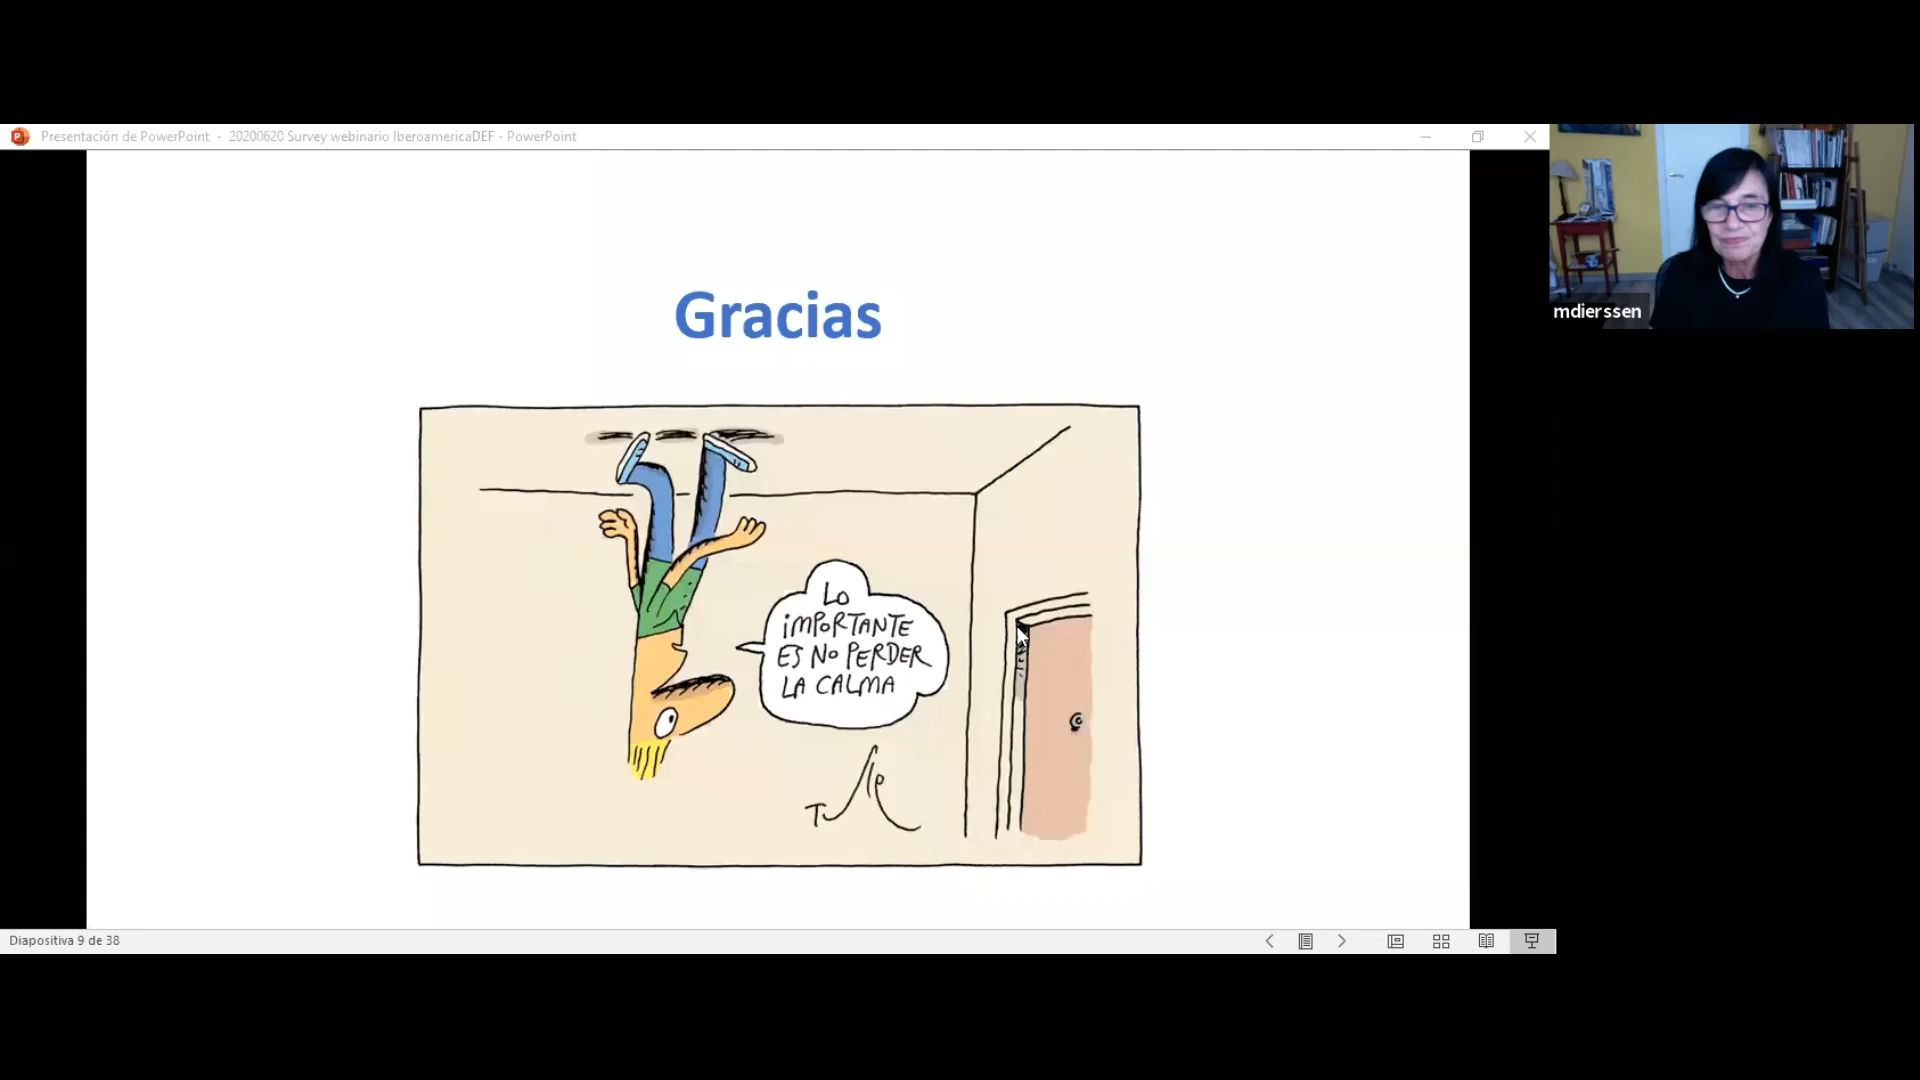 Presentación de PowerPoint - 20200620 Survey webinario IberoamericaDEF - PowerPoint
mdierssen
Gracias
LO
iMPORTANTE
ES No PERDER
LA CALMA
Diapositiva 9 de 38